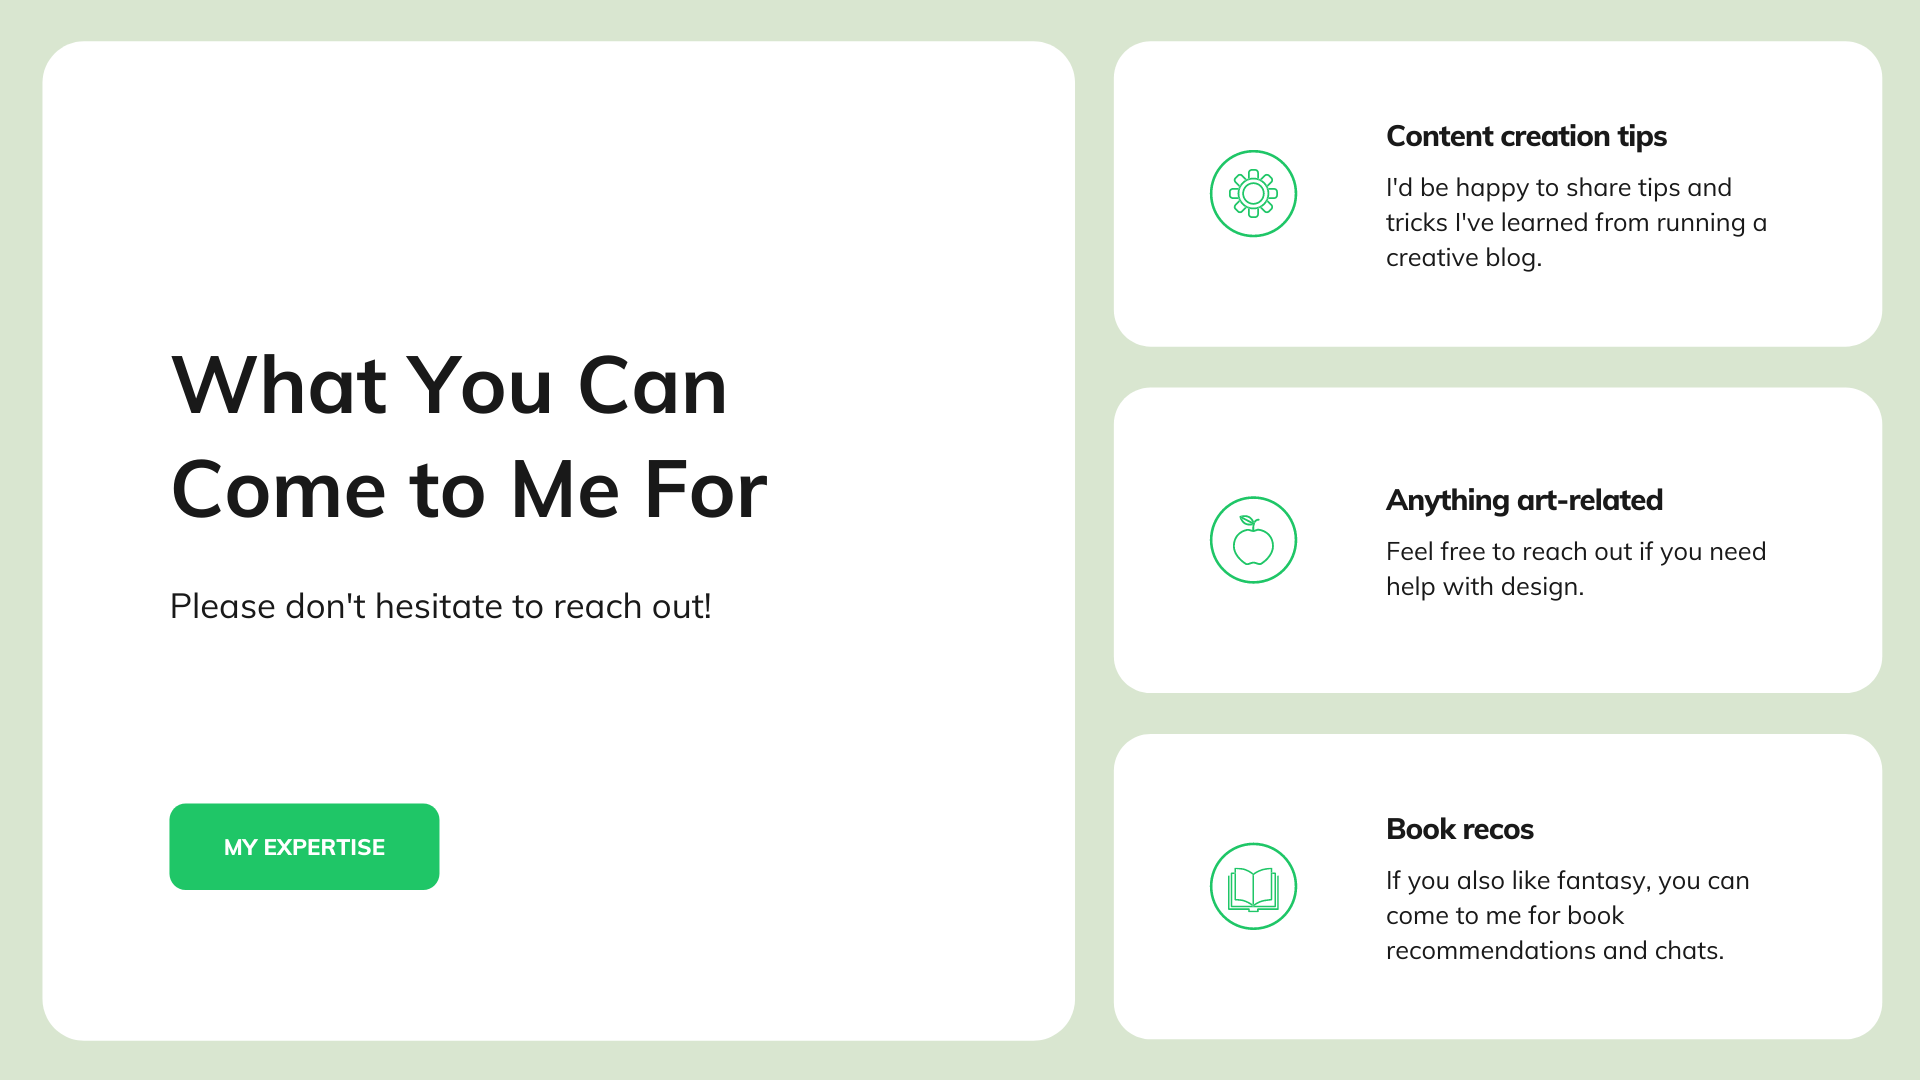 What You Can
Come to Me For
Please don't hesitate to reach out!
MY EXPERTISE
Content creation tips
I'd be happy to share tips and
tricks I've learned from running a
creative blog.
Anything art-related
Feel free to reach out if you need
help with design.
Book recos
If you also like fantasy, you can
come to me for book
recommendations and chats.